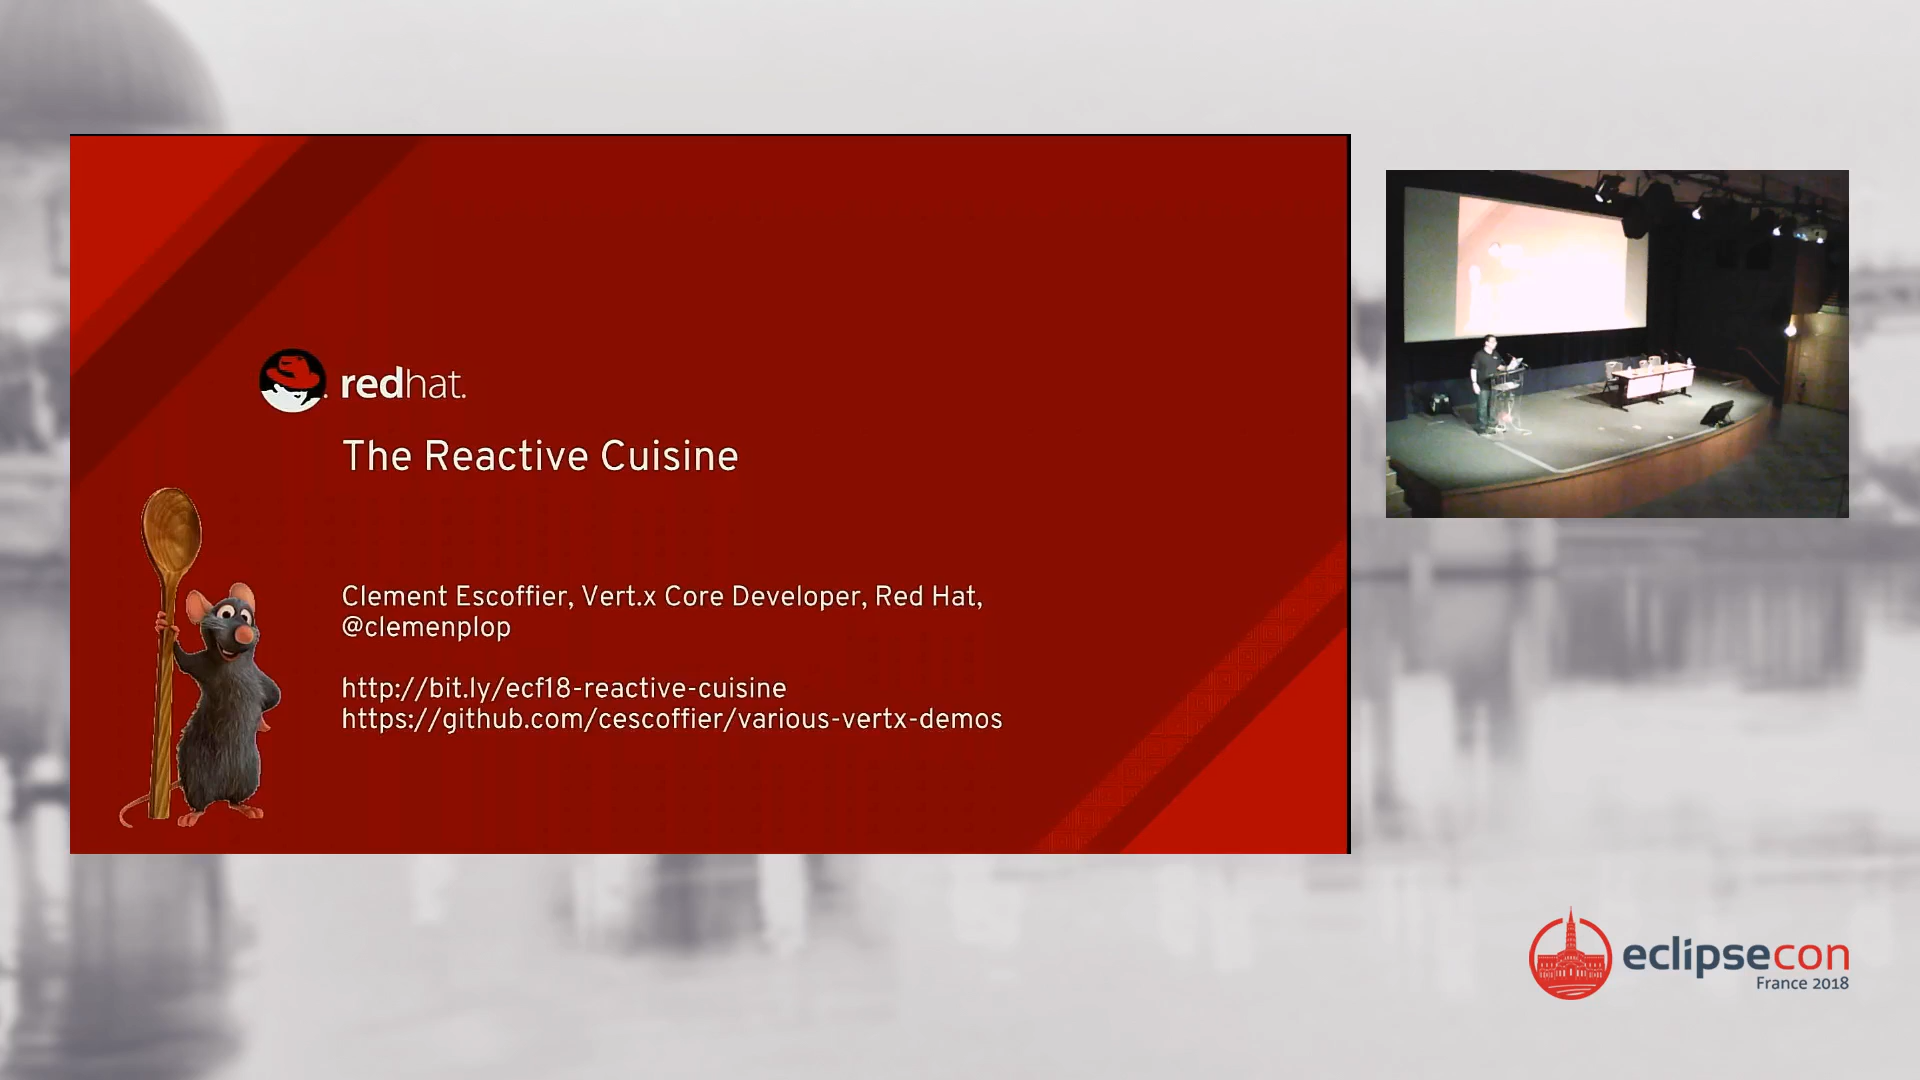 redhat.
The Reactive Cuisine
Clement Escoffier, Vert.x Core Developer, Red Hat,
@clemenplop
http://bit.ly/ecf18-reactive-cuisine
https://github.com/cescoffier/various-vertx-demos
eclipsecon
France 2018